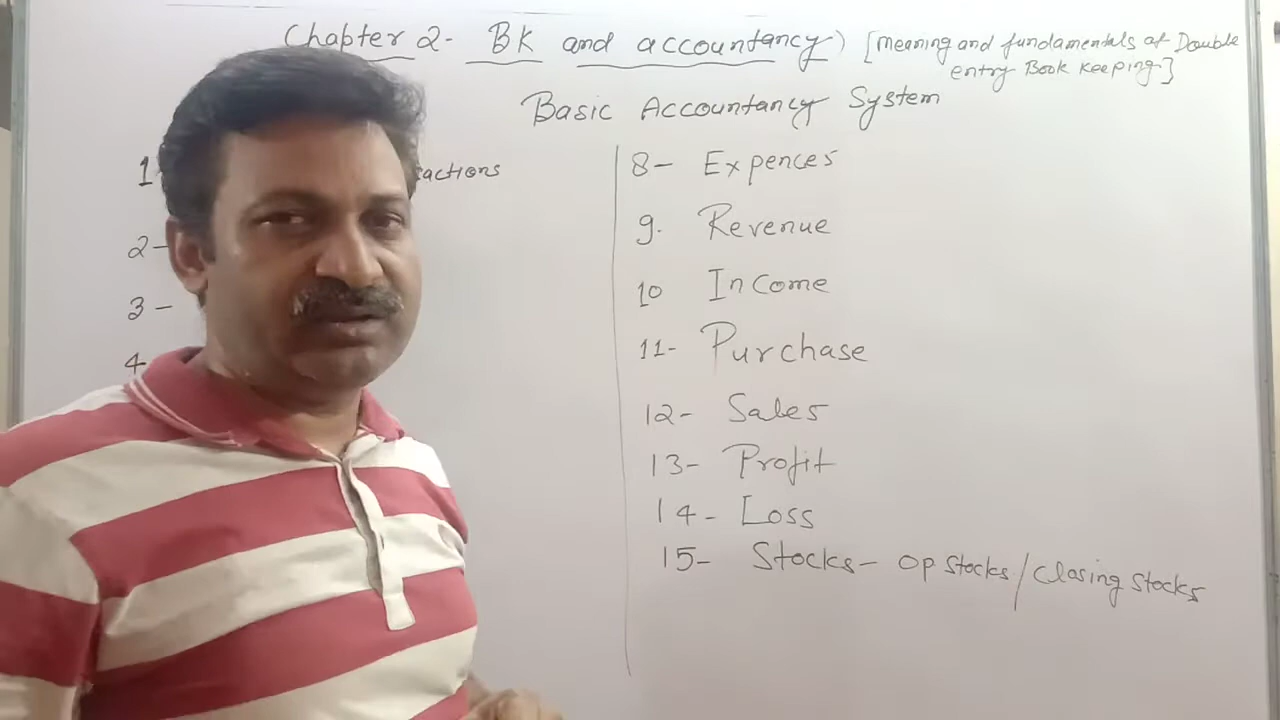 Chapter 2- BK and accountancy) [Meaning and fundamentals of Double
entry Book Keeping.]
Basic Accountancy System
1
2-
3-
4-
8- Expences
9. Revenue
10 Income
11- Purchase
12- Sales
13- Profit
14- Loss
15- Stocks- op stocks/closing stocks